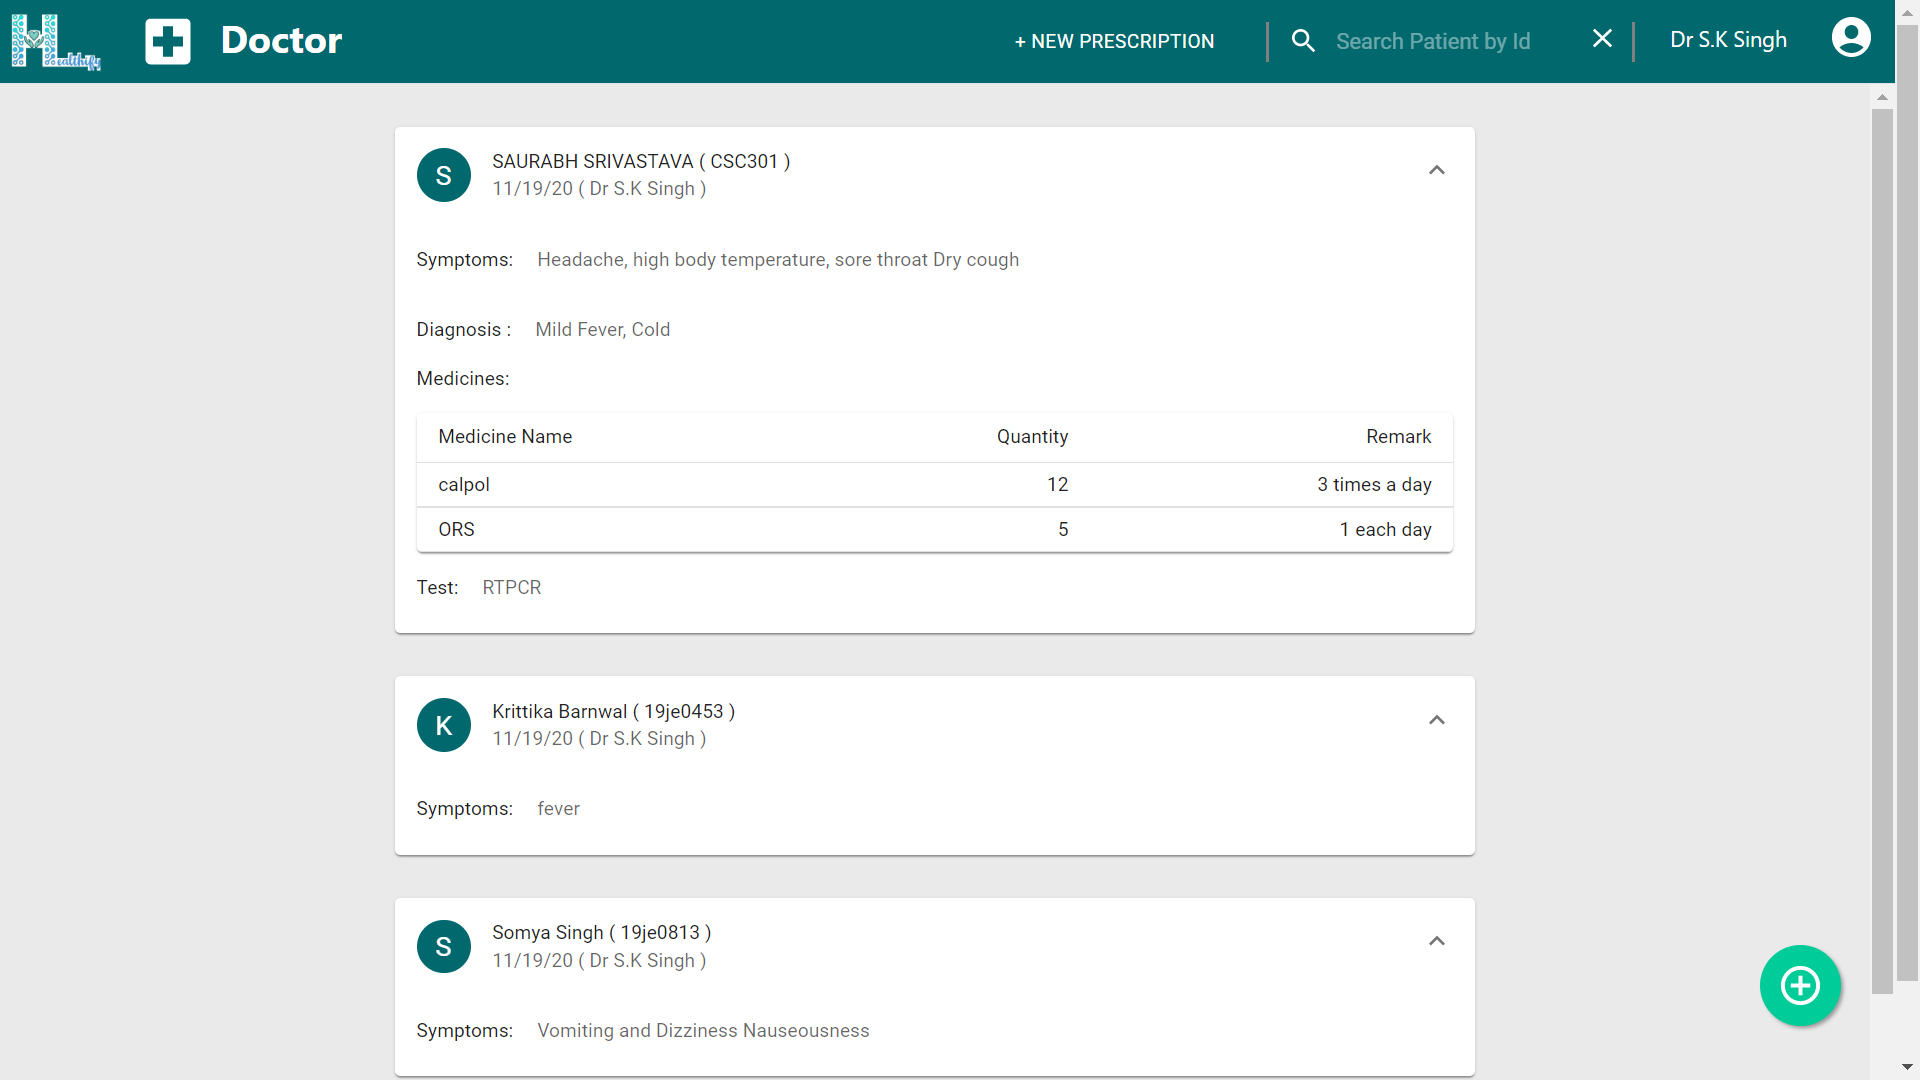 Healthify
Doctor
+ NEW PRESCRIPTION
Search Patient by Id
Dr S.K Singh
S
SAURABH SRIVASTAVA ( CSC301 )
11/19/20 ( Dr S.K Singh )
Symptoms: Headache, high body temperature, sore throat Dry cough
Diagnosis : Mild Fever, Cold
Medicines:
Medicine Name Quantity Remark
calpol 12 3 times a day
ORS 5 1 each day
Test: RTPCR
K
Krittika Barnwal ( 19je0453 )
11/19/20 ( Dr S.K Singh )
Symptoms: fever
S
Somya Singh ( 19je0813 )
11/19/20 ( Dr S.K Singh )
Symptoms: Vomiting and Dizziness Nauseousness